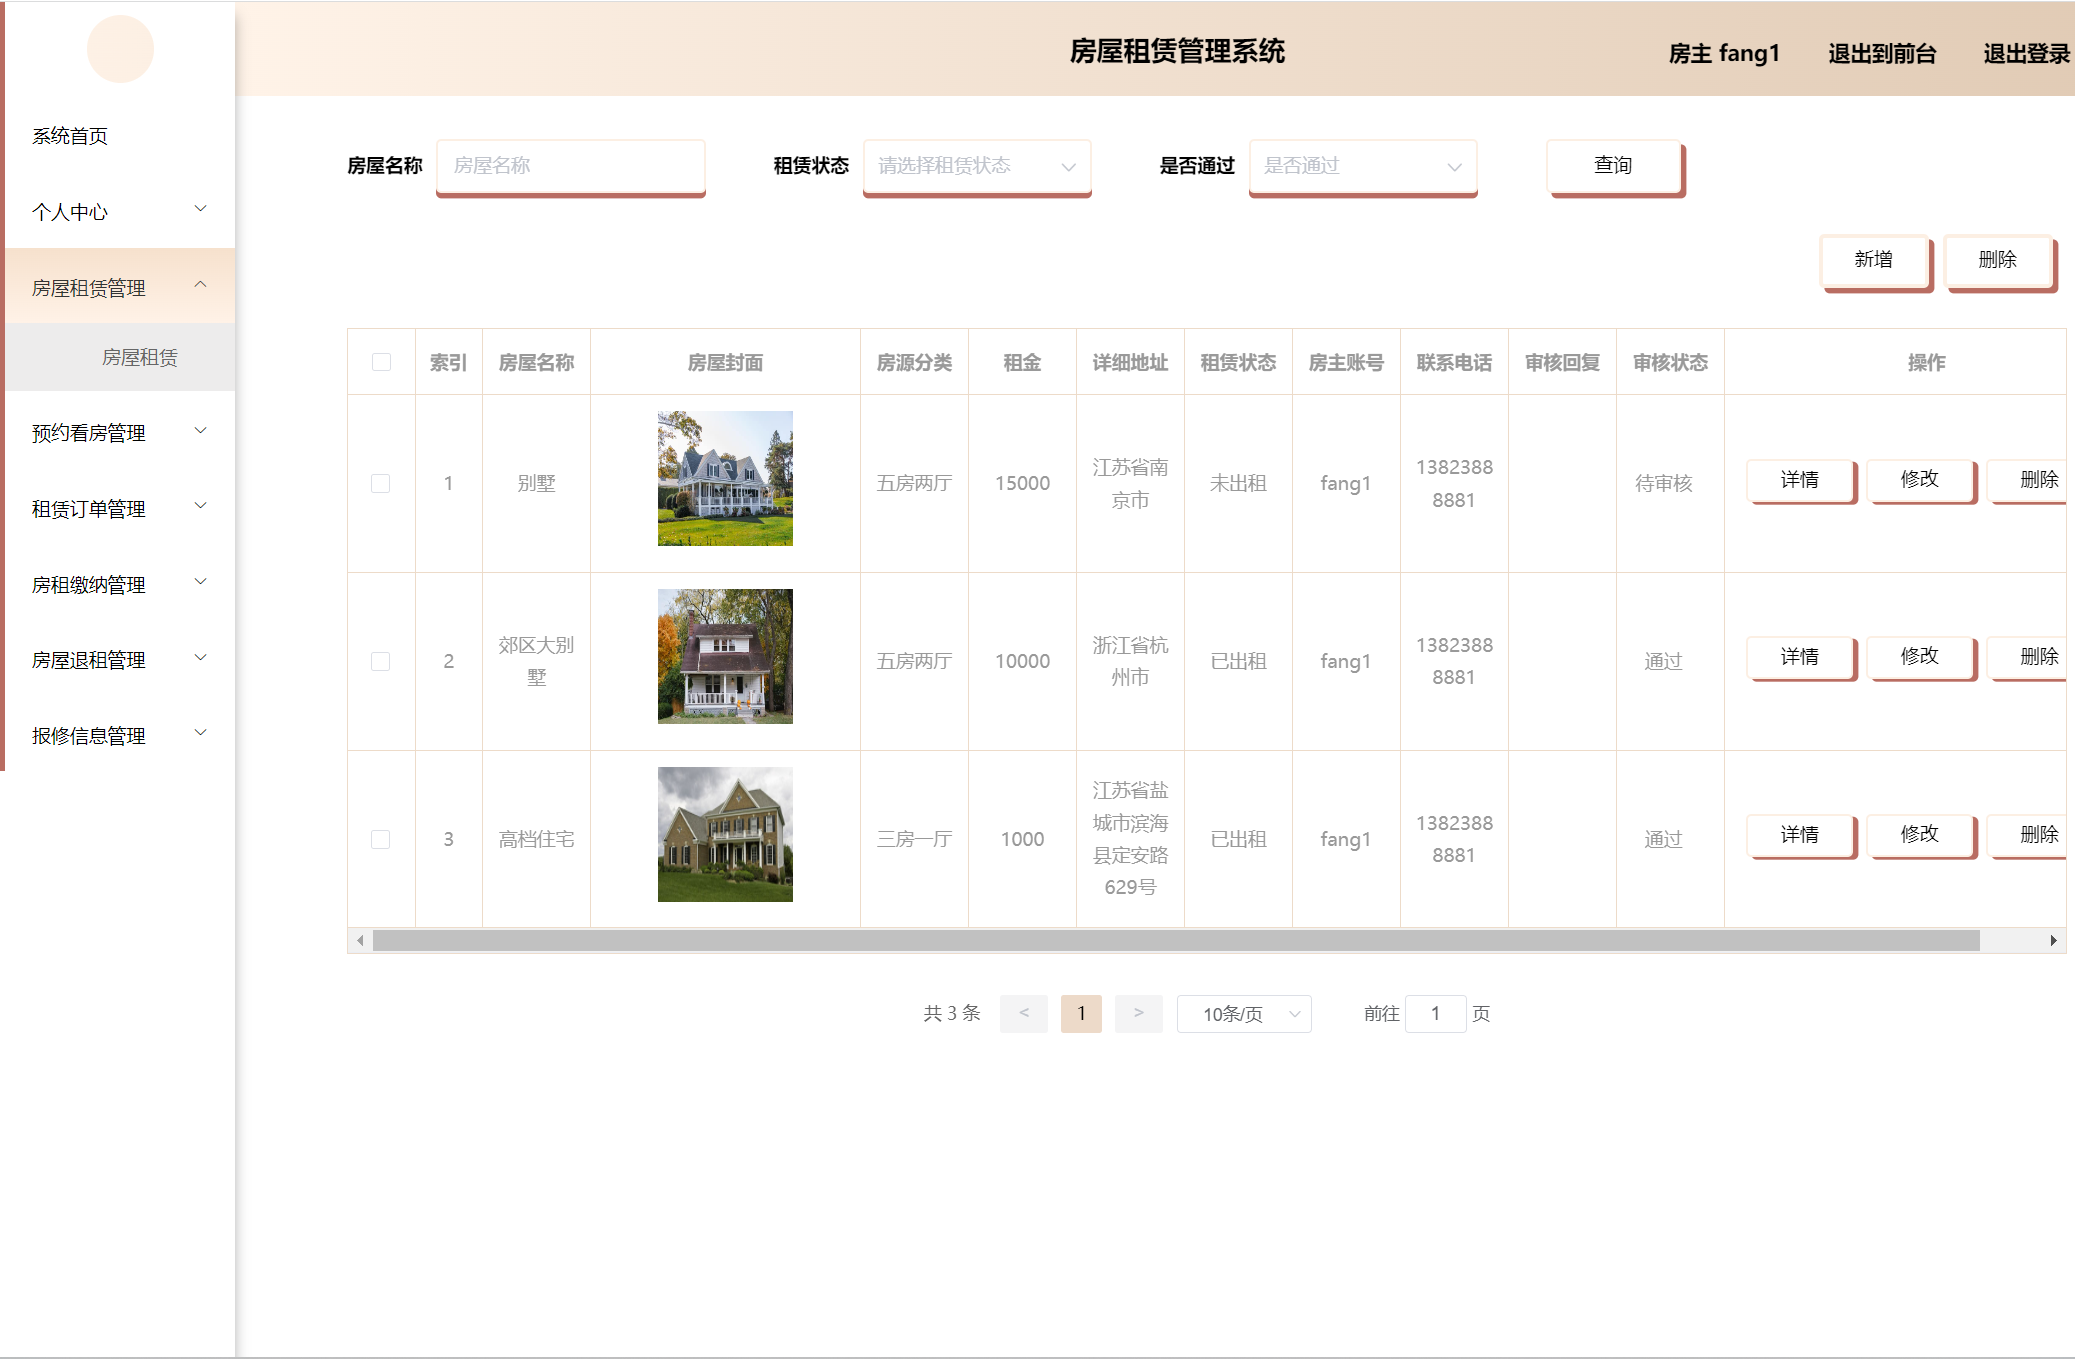 房屋租赁管理系统
房主 fang1
退出到前台
退出登录
系统首页
个人中心
房屋租赁管理
房屋租赁
预约看房管理
租赁订单管理
房租缴纳管理
房屋退租管理
报修信息管理
房屋名称 房屋名称 租赁状态 请选择租赁状态 是否通过 是否通过 查询
新增 删除
索引 房屋名称 房屋封面 房源分类 租金 详细地址 租赁状态 房主账号 联系电话 审核回复 审核状态 操作
1 别墅 五房两厅 15000
江苏省南
京市
未出租 fang1
1382388
8881
待审核 详情 修改 删除
2
郊区大别
墅
五房两厅 10000
浙江省杭
州市
已出租 fang1
1382388
8881
通过 详情 修改 删除
3 高档住宅 三房一厅 1000
江苏省盐
城市滨海
县定安路
629号
已出租 fang1
1382388
8881
通过 详情 修改 删除
共 3 条 < 1 > 10条/页 前往 1 页